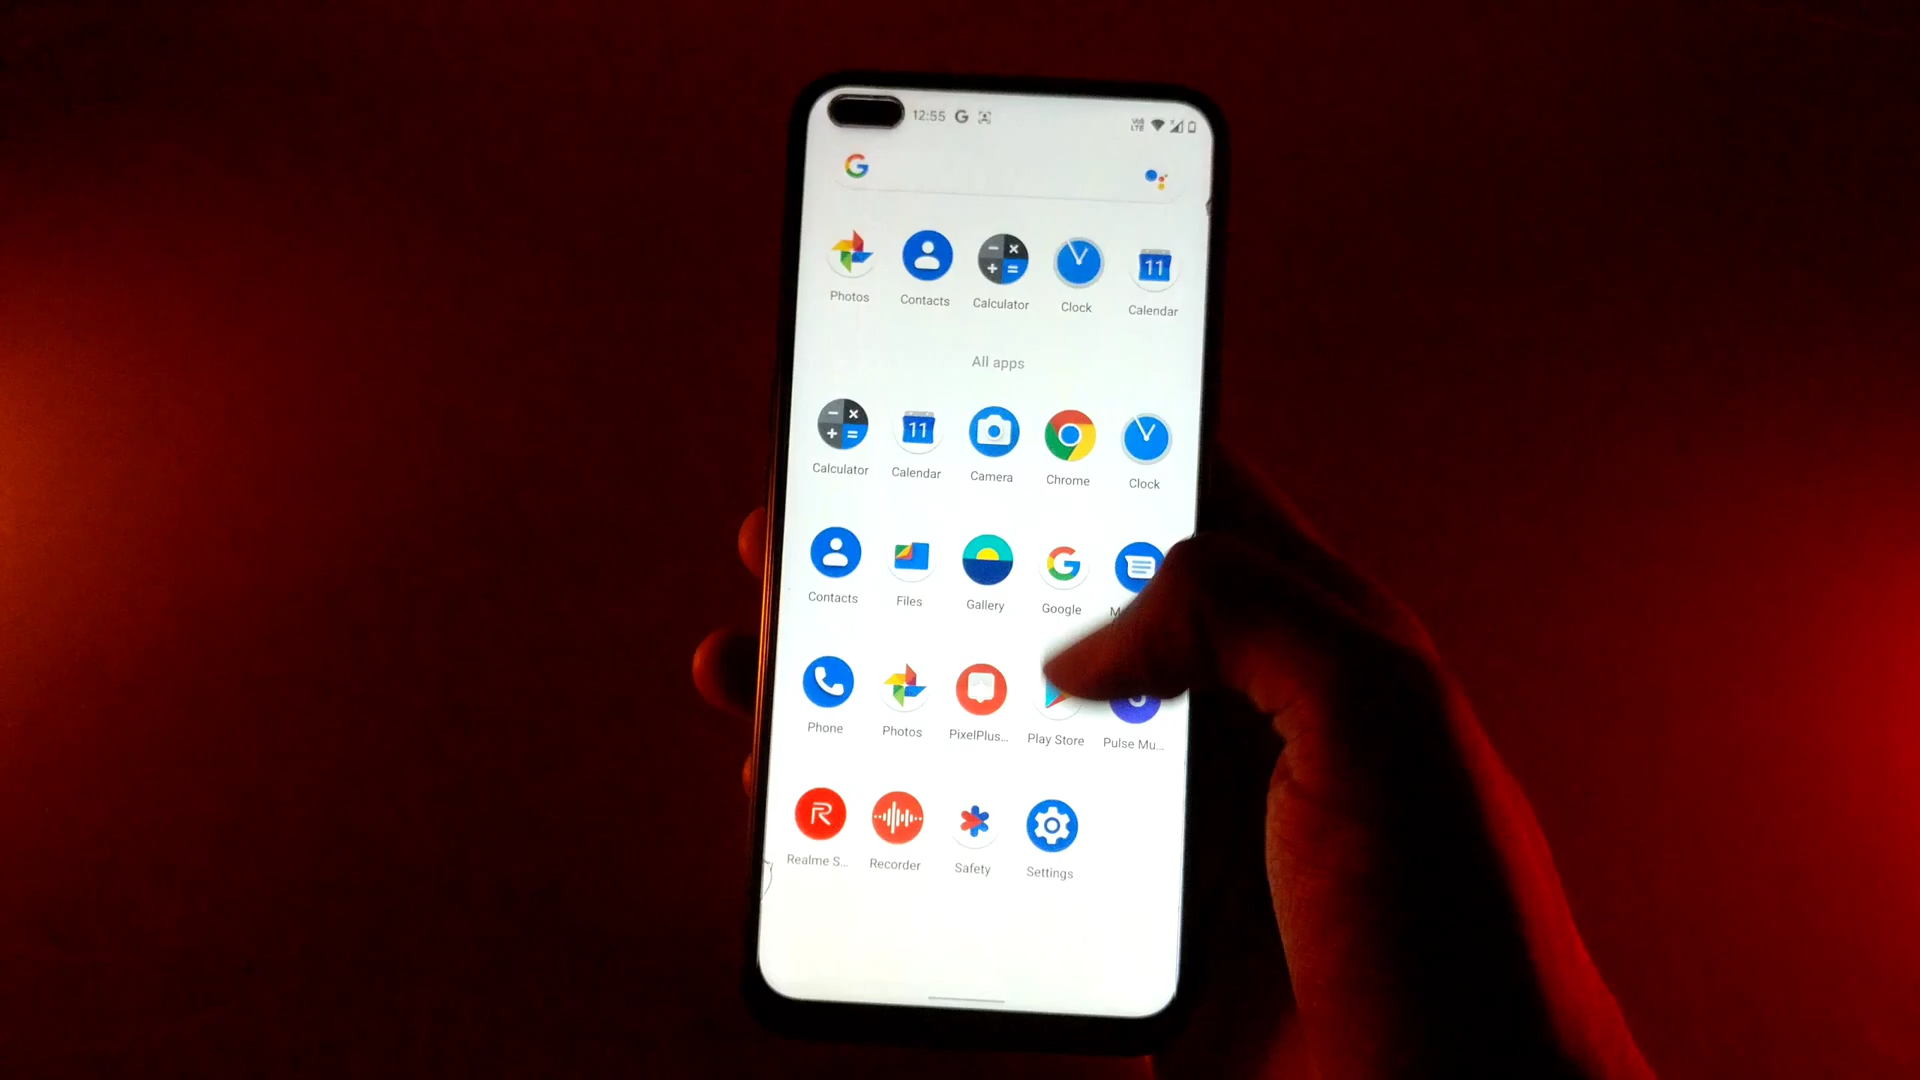 12:55
Photos Contacts Calculator Clock Calendar
All apps
Calculator Calendar Camera Chrome Clock
Contacts Files Gallery Google
Phone Photos PixelPlus... Play Store Pulse Mu...
Realme S... Recorder Safety Settings